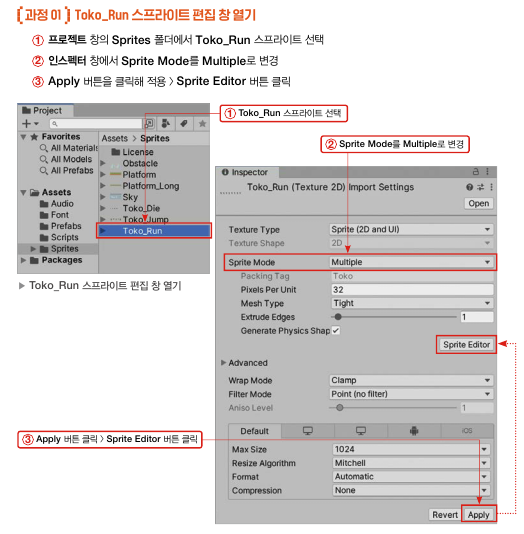 과정 01 Toko_Run 스프라이트 편집 창 열기
① 프로젝트 창의 Sprites 폴더에서 Toko_Run 스프라이트 선택
② 인스펙터 창에서 Sprite Mode를 Multiple로 변경
③ Apply 버튼을 클릭해 적용 > Sprite Editor 버튼 클릭
Project
① Toko_Run 스프라이트 선택
Favorites
All Materials
All Models
All Prefabs
Assets
Audio
Font
Prefabs
Scripts
Sprites
Packages
Assets > Sprites
License
Obstacle
Platform
Platform_Long
Sky
Toko_Die
Toko_Jump
Toko_Run
▶ Toko_Run 스프라이트 편집 창 열기
② Sprite Mode를 Multiple로 변경
Inspector
Toko_Run (Texture 2D) Import Settings
Open
Texture Type Sprite (2D and UI)
Texture Shape 2D
Sprite Mode Multiple
Packing Tag Toko
Pixels Per Unit 32
Mesh Type Tight
Extrude Edges 1
Generate Physics Shap
Sprite Editor
Advanced
Wrap Mode Clamp
Filter Mode Point (no filter)
Aniso Level 1
Default iOS
③ Apply 버튼 클릭 > Sprite Editor 버튼 클릭
Max Size 1024
Resize Algorithm Mitchell
Format Automatic
Compression None
Revert Apply